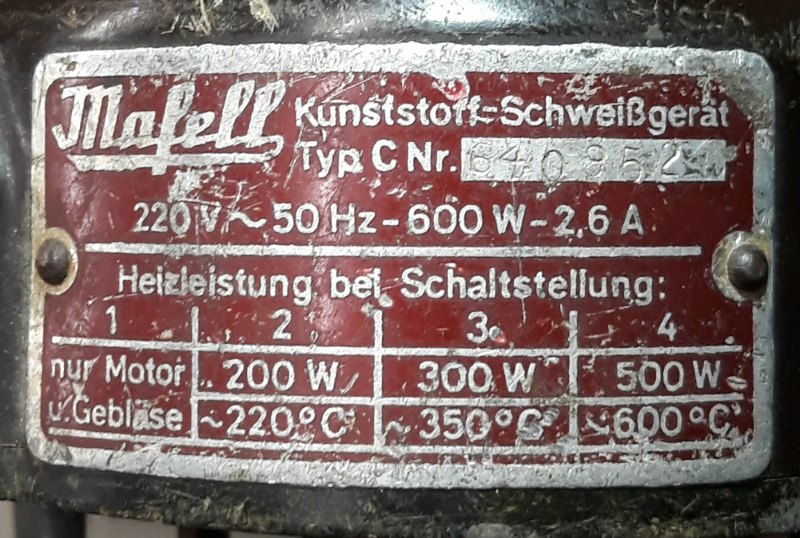 Mafell Kunststoff-Schweißgerät
Typ C Nr.
220 V ~ 50 Hz - 600 W - 2,6 A
Heizleistung bei Schaltstellung:
1 2 3 4
nur Motor 200 W 300 W 500 W
u. Gebläse ~220°C ~350°C ~600°C